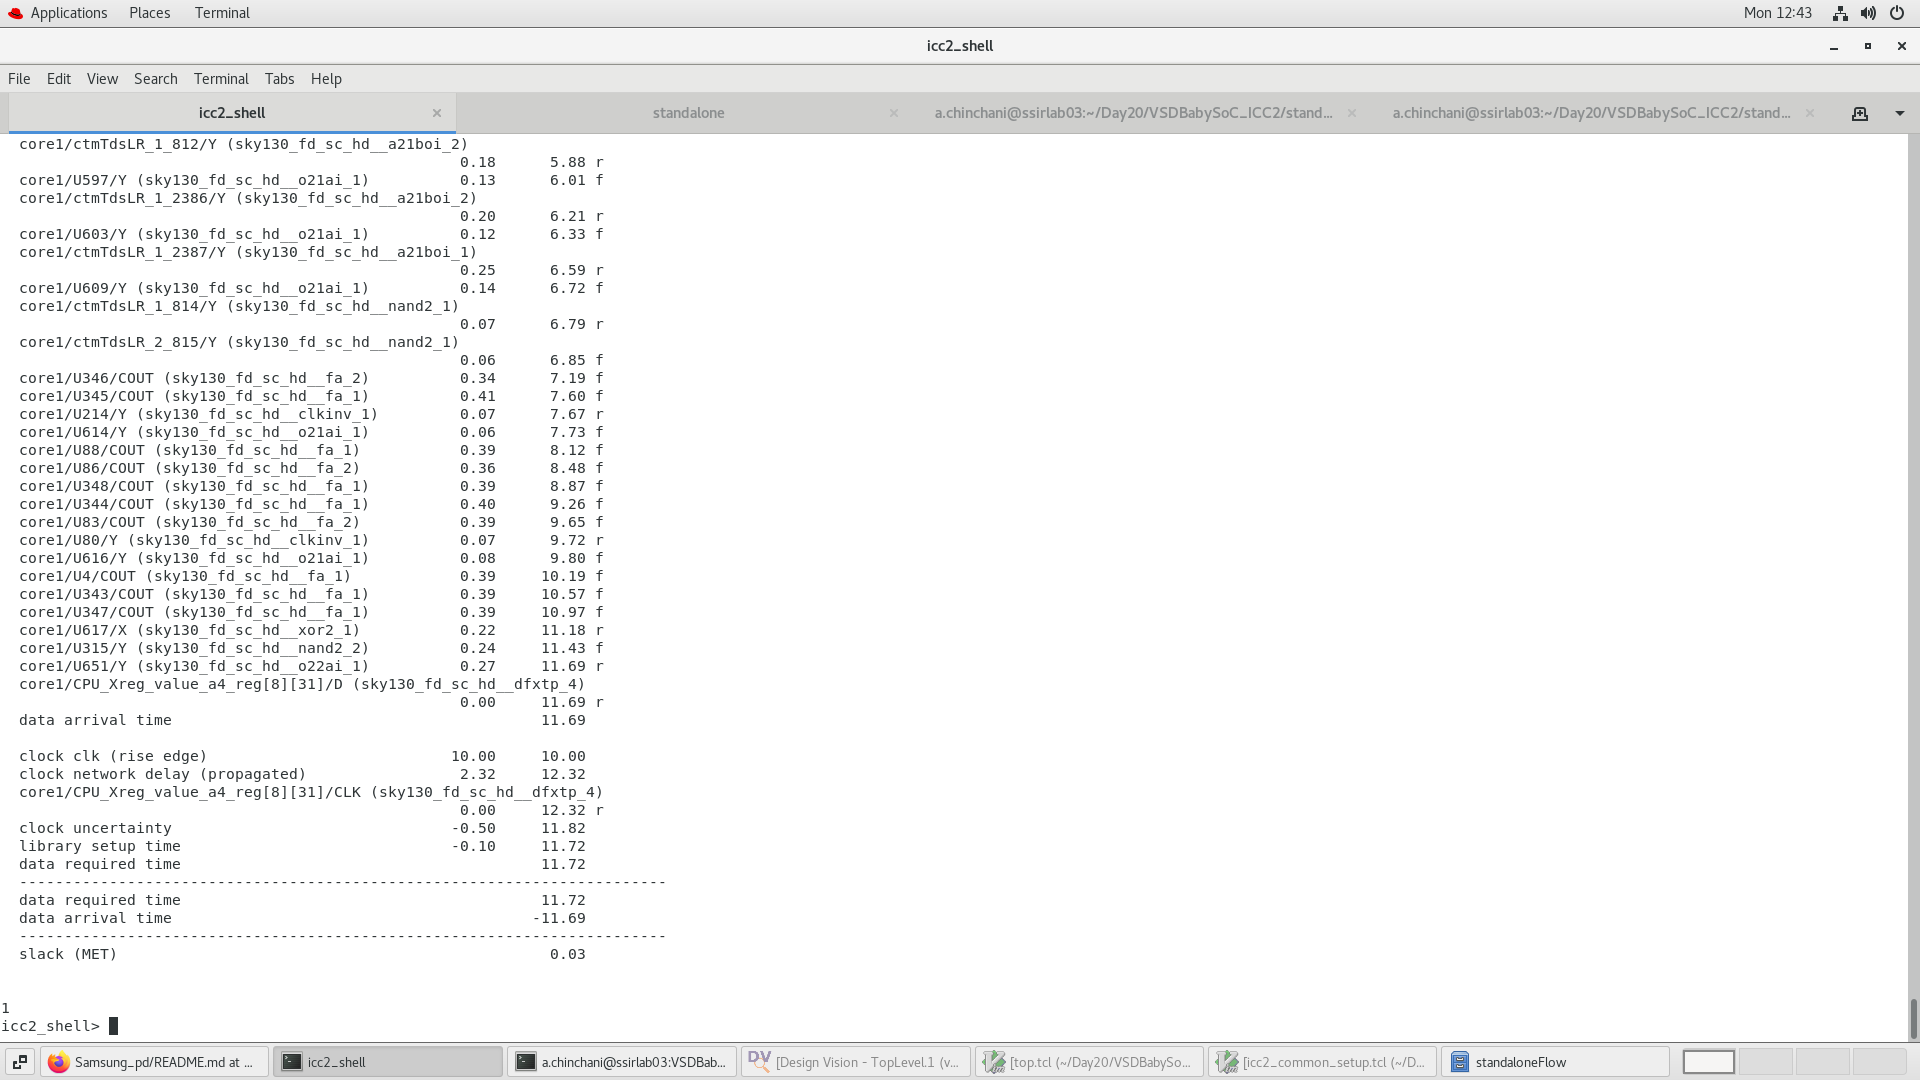 Applications Places Terminal Mon 12:43
icc2_shell
File Edit View Search Terminal Tabs Help
icc2_shell × standalone × a.chinchani@ssirlab03:~/Day20/VSDBabySoC_ICC2/stand... × a.chinchani@ssirlab03:~/Day20/VSDBabySoC_ICC2/stand... ×
core1/ctmTdsLR_1_812/Y (sky130_fd_sc_hd__a21boi_2)
0.18 5.88 r
core1/U597/Y (sky130_fd_sc_hd__o21ai_1) 0.13 6.01 f
core1/ctmTdsLR_1_2386/Y (sky130_fd_sc_hd__a21boi_2)
0.20 6.21 r
core1/U603/Y (sky130_fd_sc_hd__o21ai_1) 0.12 6.33 f
core1/ctmTdsLR_1_2387/Y (sky130_fd_sc_hd__a21boi_1)
0.25 6.59 r
core1/U609/Y (sky130_fd_sc_hd__o21ai_1) 0.14 6.72 f
core1/ctmTdsLR_1_814/Y (sky130_fd_sc_hd__nand2_1)
0.07 6.79 r
core1/ctmTdsLR_2_815/Y (sky130_fd_sc_hd__nand2_1)
0.06 6.85 f
core1/U346/COUT (sky130_fd_sc_hd__fa_2) 0.34 7.19 f
core1/U345/COUT (sky130_fd_sc_hd__fa_1) 0.41 7.60 f
core1/U214/Y (sky130_fd_sc_hd__clkinv_1) 0.07 7.67 r
core1/U614/Y (sky130_fd_sc_hd__o21ai_1) 0.06 7.73 f
core1/U88/COUT (sky130_fd_sc_hd__fa_1) 0.39 8.12 f
core1/U86/COUT (sky130_fd_sc_hd__fa_2) 0.36 8.48 f
core1/U348/COUT (sky130_fd_sc_hd__fa_1) 0.39 8.87 f
core1/U344/COUT (sky130_fd_sc_hd__fa_1) 0.40 9.26 f
core1/U83/COUT (sky130_fd_sc_hd__fa_2) 0.39 9.65 f
core1/U80/Y (sky130_fd_sc_hd__clkinv_1) 0.07 9.72 r
core1/U616/Y (sky130_fd_sc_hd__o21ai_1) 0.08 9.80 f
core1/U4/COUT (sky130_fd_sc_hd__fa_1) 0.39 10.19 f
core1/U343/COUT (sky130_fd_sc_hd__fa_1) 0.39 10.57 f
core1/U347/COUT (sky130_fd_sc_hd__fa_1) 0.39 10.97 f
core1/U617/X (sky130_fd_sc_hd__xor2_1) 0.22 11.18 r
core1/U315/Y (sky130_fd_sc_hd__nand2_2) 0.24 11.43 f
core1/U651/Y (sky130_fd_sc_hd__o22ai_1) 0.27 11.69 r
core1/CPU_Xreg_value_a4_reg[8][31]/D (sky130_fd_sc_hd__dfxtp_4)
0.00 11.69 r
data arrival time 11.69
clock clk (rise edge) 10.00 10.00
clock network delay (propagated) 2.32 12.32
core1/CPU_Xreg_value_a4_reg[8][31]/CLK (sky130_fd_sc_hd__dfxtp_4)
0.00 12.32 r
clock uncertainty -0.50 11.82
library setup time -0.10 11.72
data required time 11.72
------------------------------------------------------------------------
data required time 11.72
data arrival time -11.69
------------------------------------------------------------------------
slack (MET) 0.03
1
icc2_shell>
Samsung_pd/README.md at ... icc2_shell a.chinchani@ssirlab03:VSDBab... [Design Vision - TopLevel.1 (v... [top.tcl (~/Day20/VSDBabySo... [icc2_common_setup.tcl (~/D... standaloneFlow